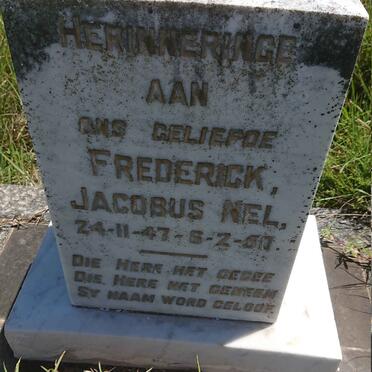 HERINNERINGE
AAN
ONS GELIEFDE
FREDERICK,
JACOBUS NEL,
24-11-47-6-2-60
DIE HERE HET GEGEE
DIE HERE HET GENEEM
SY NAAM WORD GELOOF.